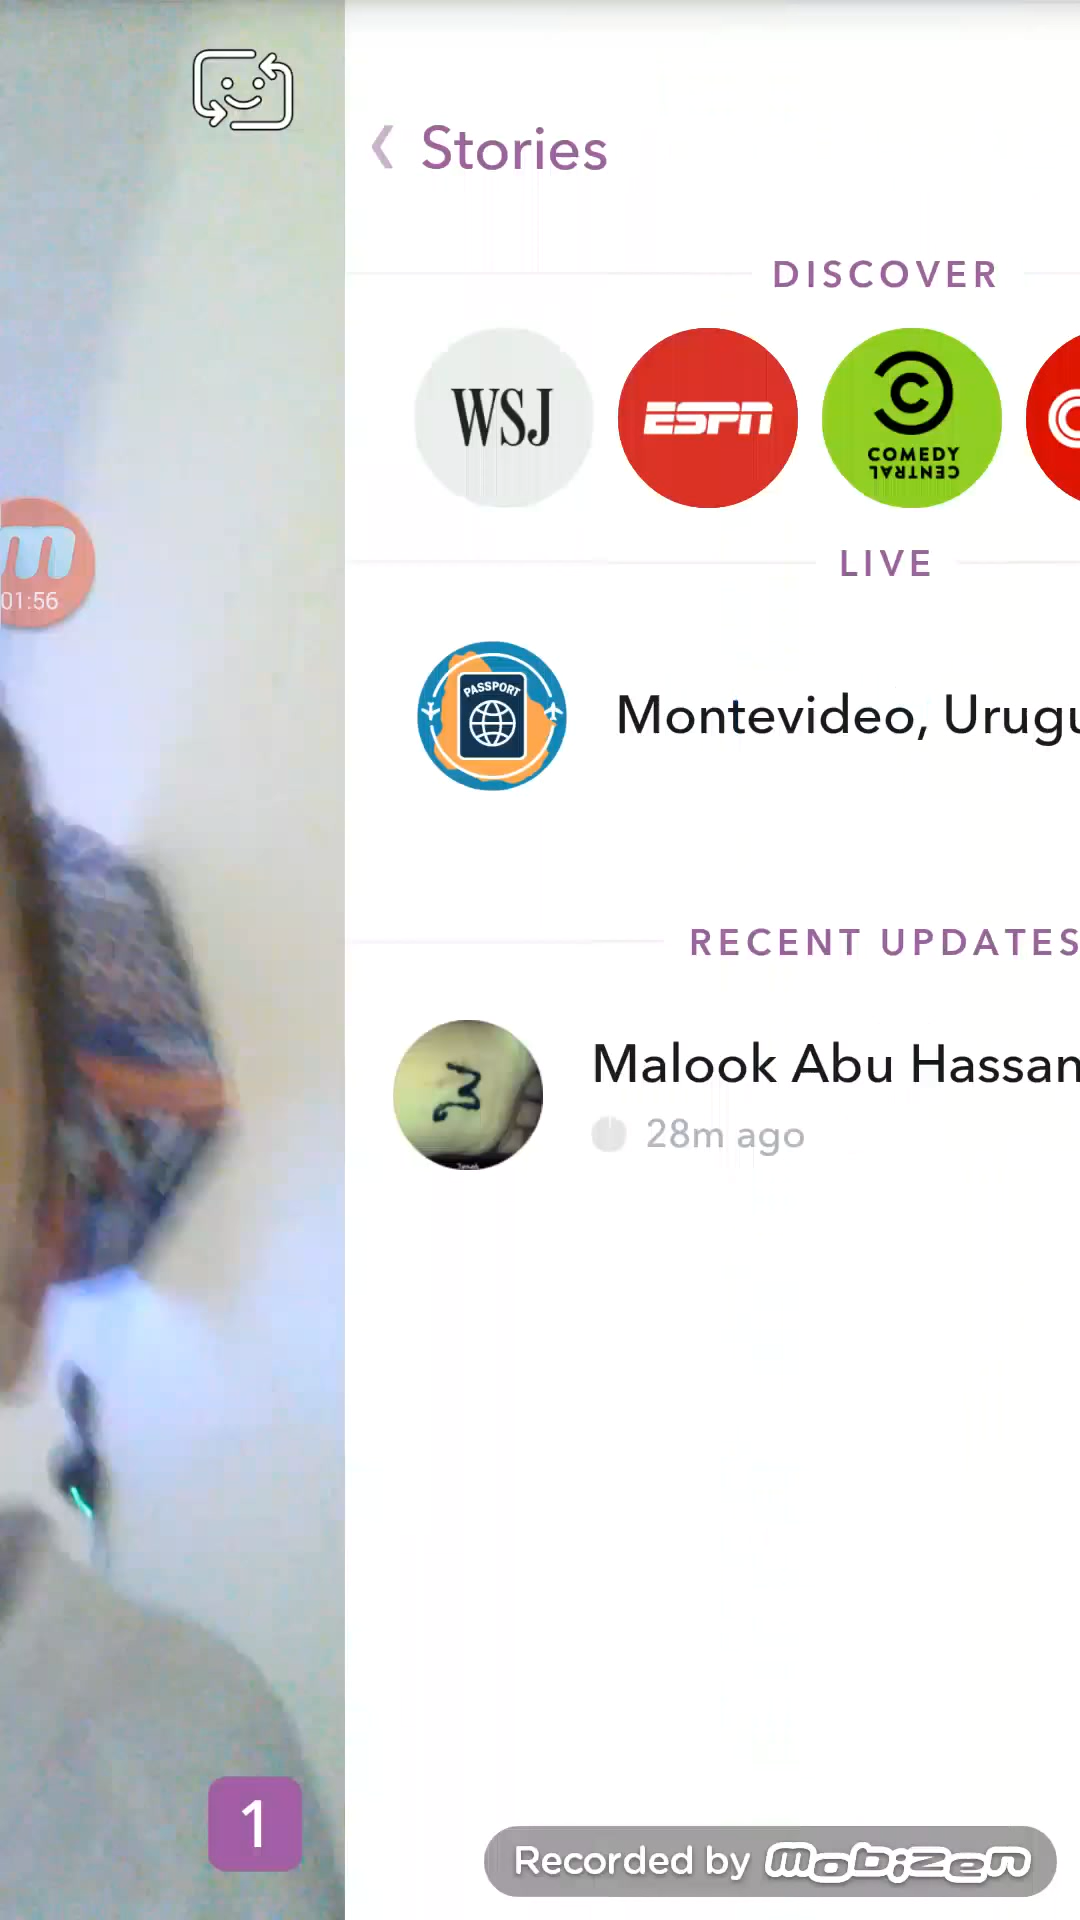 Stories
DISCOVER
WSJ
ESPN
COMEDY
CENTRAL
LIVE
m
01:56
PASSPORT
Montevideo, Urugu
RECENT UPDATES
Malook Abu Hassan
28m ago
1
Recorded by mobizen